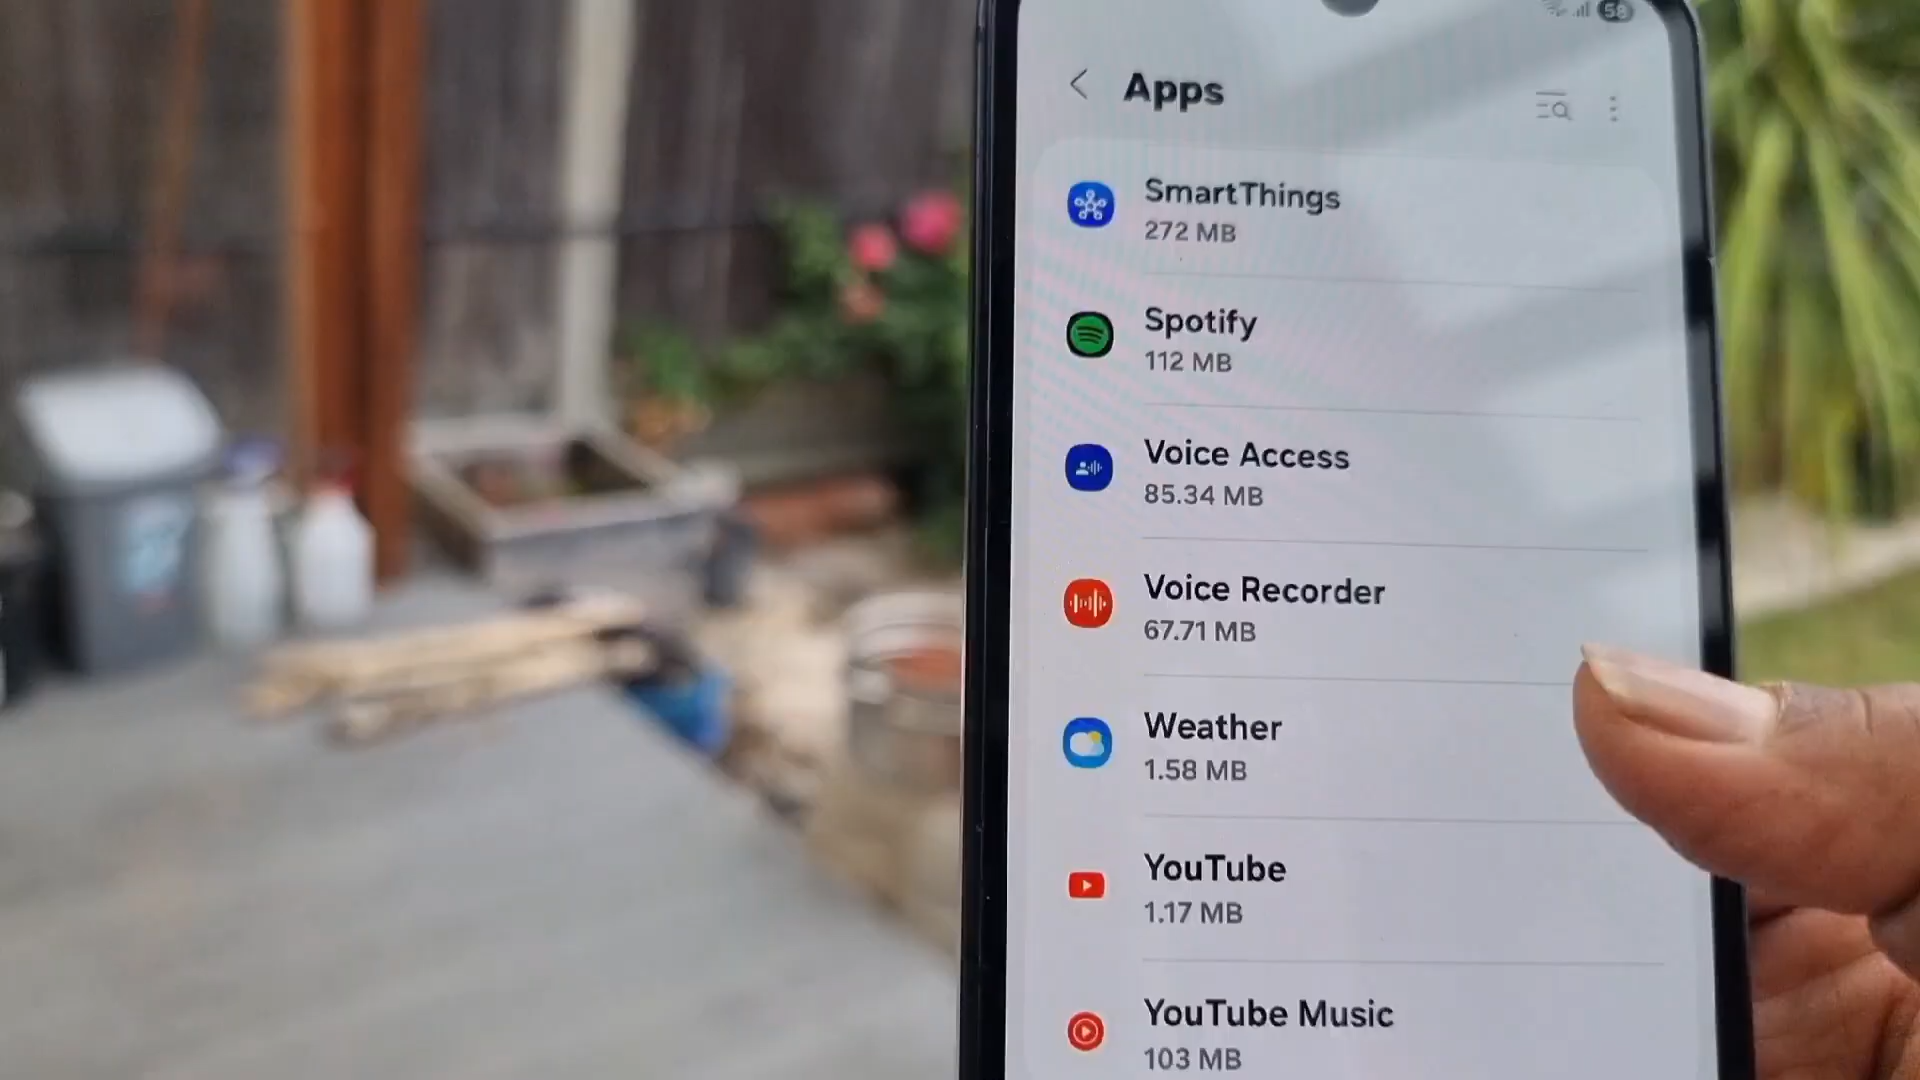 58
Apps
SmartThings
272 MB
Spotify
112 MB
Voice Access
85.34 MB
Voice Recorder
67.71 MB
Weather
1.58 MB
YouTube
1.17 MB
YouTube Music
103 MB